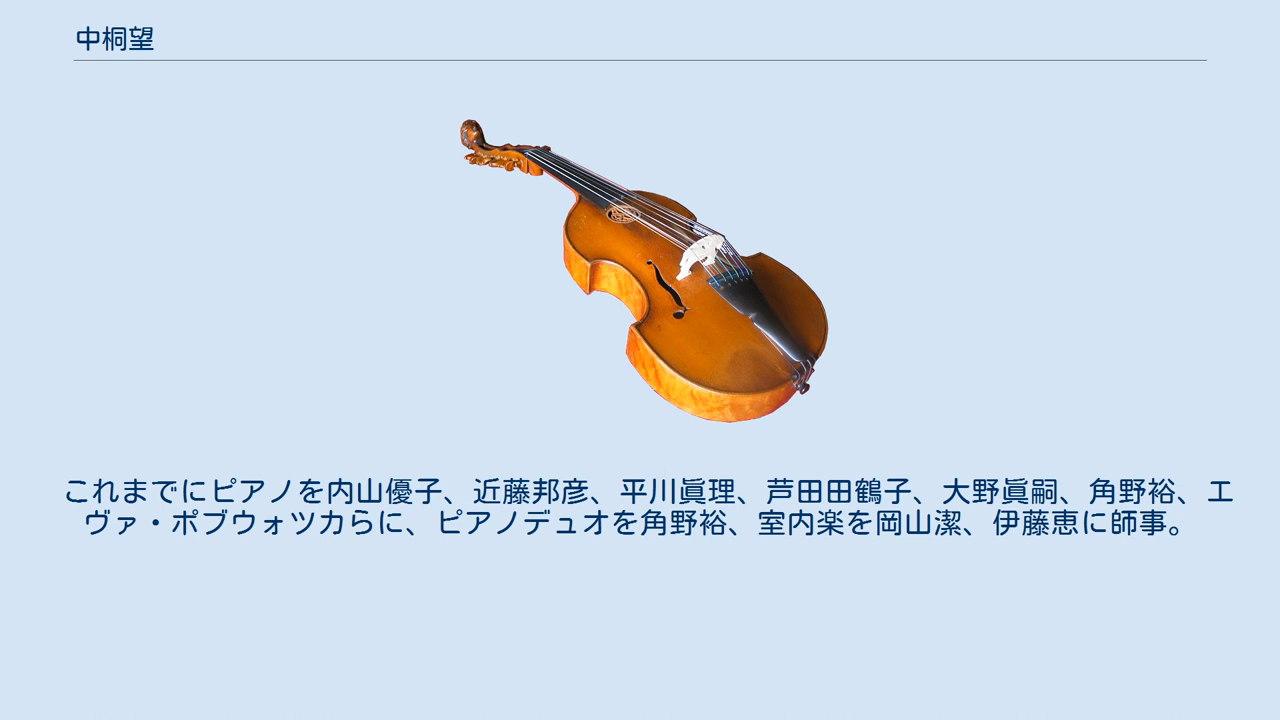 中桐望
これまでにピアノを内山優子、近藤邦彦、平川眞理、芦田田鶴子、大野眞嗣、角野裕、エ
ヴァ・ポブウォツカらに、ピアノデュオを角野裕、室内楽を岡山潔、伊藤恵に師事。